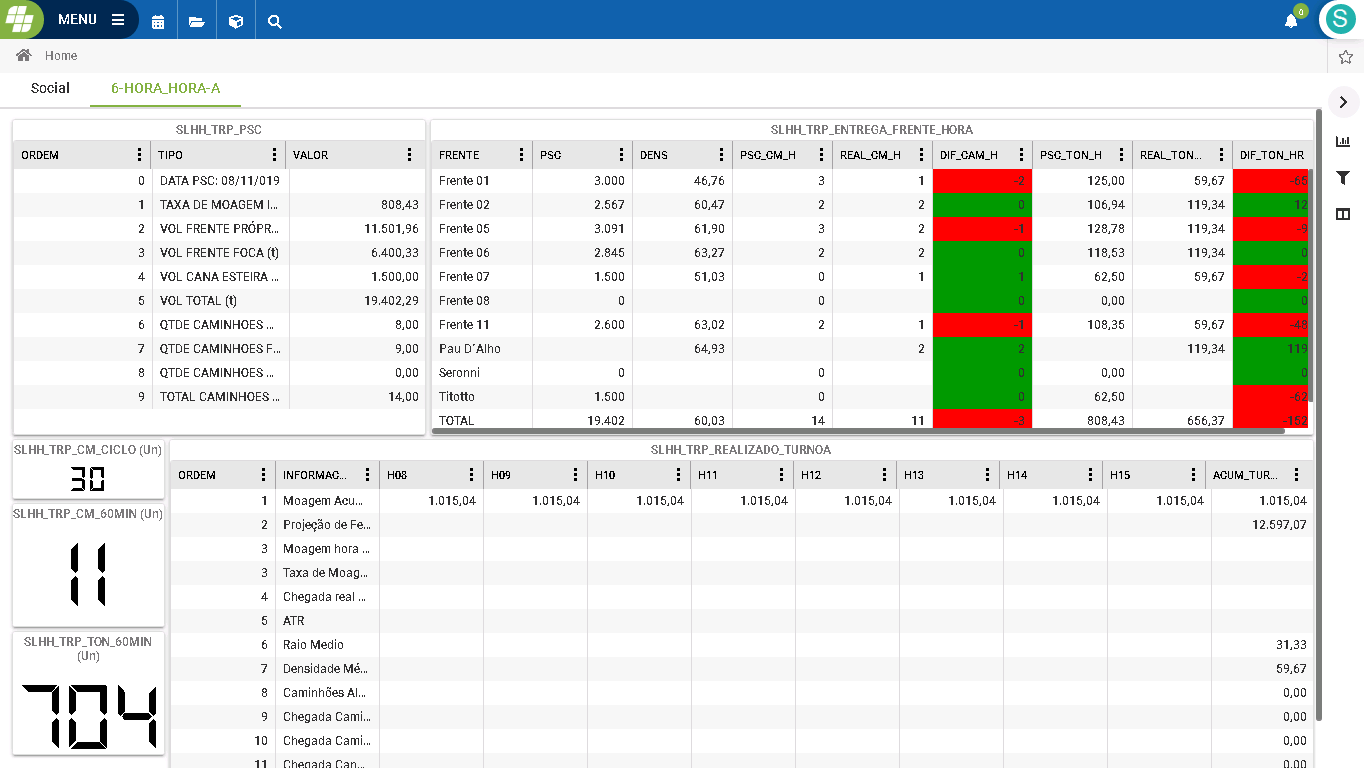 MENU
0
S
Home
Social 6-HORA_HORA-A
SLHH_TRP_PSC
ORDEM TIPO VALOR
0 DATA PSC: 08/11/019
1 TAXA DE MOAGEM I... 808,43
2 VOL FRENTE PRÓPR... 11.501,96
3 VOL FRENTE FOCA (t) 6.400,33
4 VOL CANA ESTEIRA ... 1.500,00
5 VOL TOTAL (t) 19.402,29
6 QTDE CAMINHOES ... 8,00
7 QTDE CAMINHOES F... 9,00
8 QTDE CAMINHOES ... 0,00
9 TOTAL CAMINHOES ... 14,00
SLHH_TRP_ENTREGA_FRENTE_HORA
FRENTE PSC DENS PSC_CM_H REAL_CM_H DIF_CAM_H PSC_TON_H REAL_TON... DIF_TON_HR
Frente 01 3.000 46,76 3 1 -2 125,00 59,67 -65
Frente 02 2.567 60,47 2 2 0 106,94 119,34 12
Frente 05 3.091 61,90 3 2 -1 128,78 119,34 -9
Frente 06 2.845 63,27 2 2 0 118,53 119,34 0
Frente 07 1.500 51,03 0 1 1 62,50 59,67 -2
Frente 08 0 0 0 0,00 0
Frente 11 2.600 63,02 2 1 -1 108,35 59,67 -48
Pau D´Alho 64,93 2 2 119,34 119
Seronni 0 0 0 0,00 0
Titotto 1.500 0 0 62,50 -62
TOTAL 19.402 60,03 14 11 -3 808,43 656,37 -152
SLHH_TRP_CM_CICLO (Un)
30
SLHH_TRP_CM_60MIN (Un)
11
SLHH_TRP_TON_60MIN
(Un)
704
SLHH_TRP_REALIZADO_TURNOA
ORDEM INFORMAC... H08 H09 H10 H11 H12 H13 H14 H15 AGUM_TUR...
1 Moagem Acu... 1.015,04 1.015,04 1.015,04 1.015,04 1.015,04 1.015,04 1.015,04 1.015,04 1.015,04
2 Projeção de Fe... 12.597,07
3 Moagem hora ...
3 Taxa de Moag...
4 Chegada real ...
5 ATR
6 Raio Medio 31,33
7 Densidade Mé... 59,67
8 Caminhões Al... 0,00
9 Chegada Cami... 0,00
10 Chegada Cami... 0,00
11 Chegada Can... 0,00